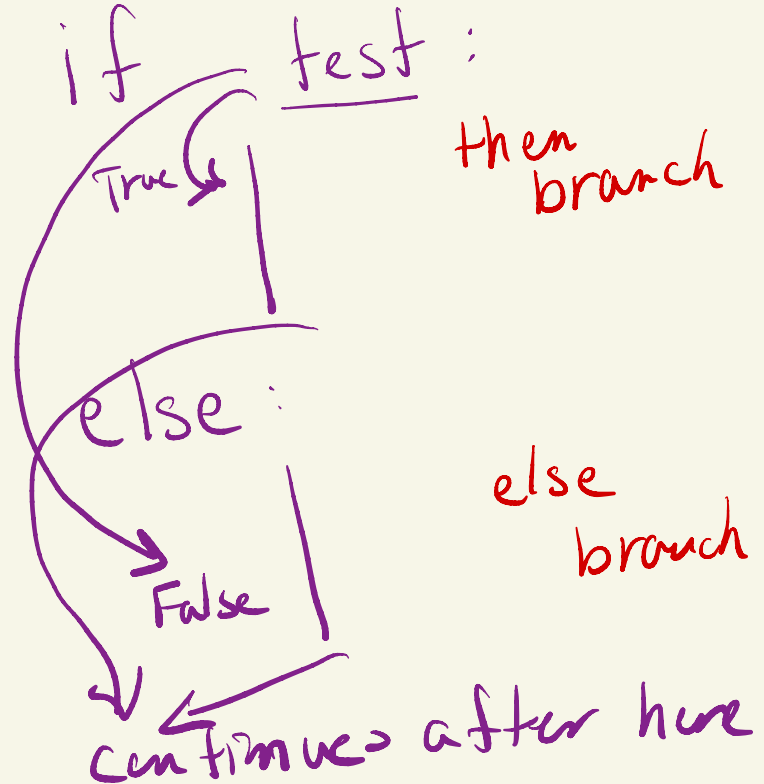 if test :
then
branch
True
else :
else
branch
False
continues after here